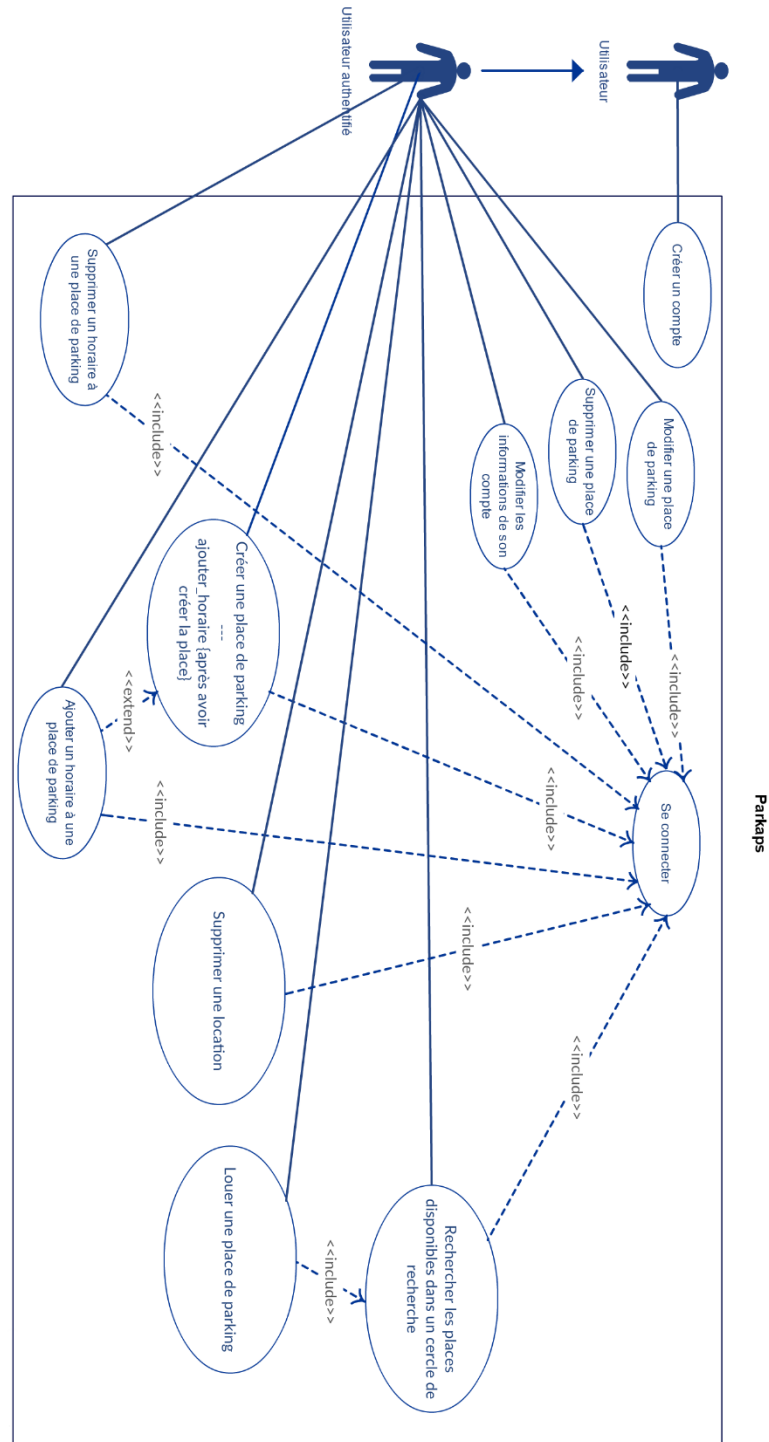 Parkaps
Utilisateur
Créer un compte
Modifier une place
de parking
<<include>>
Se connecter
Supprimer une place
de parking
<<include>>
Modifier les
informations de son
compte
<<include>>
<<include>>
<<include>>
Utilisateur authentifié
Rechercher les places
disponibles dans un cercle de
recherche
<<include>>
<<include>>
<<include>>
Créer une place de parking
---
ajouter_horaire {après avoir
créer la place}
Supprimer une location
Louer une place de parking
<<include>>
Supprimer un horaire à
une place de parking
<<extend>>
Ajouter un horaire à une
place de parking